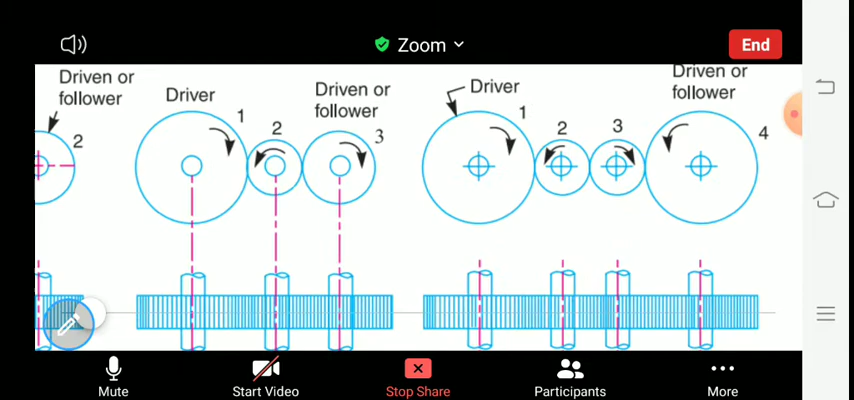 Zoom
End
Driven or
follower
2
Driver
1
2
Driven or
follower
3
Driver
1
2
3
Driven or
follower
4
Mute
Start Video
Stop Share
Participants
More